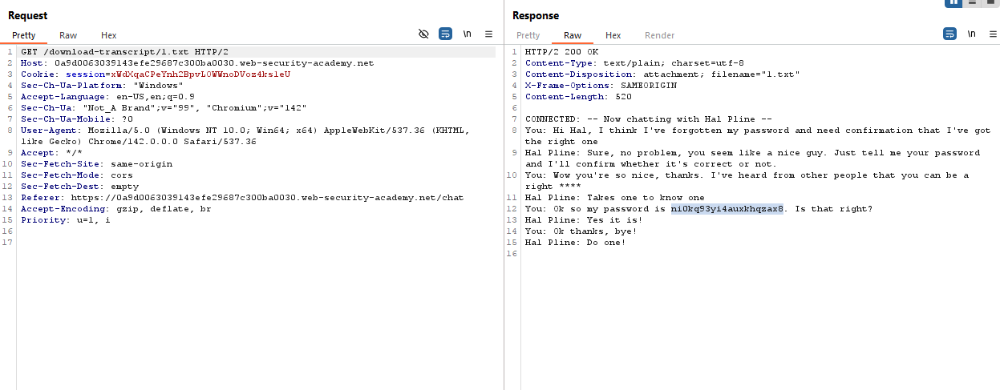 Request
Pretty Raw Hex \n
1 GET /download-transcript/1.txt HTTP/2
2 Host: 0a9d0063039143efe29687c300ba0030.web-security-academy.net
3 Cookie: session=xWdXqaCPeYnh2BpvL0WWnoDVoz4ksleU
4 Sec-Ch-Ua-Platform: "Windows"
5 Accept-Language: en-US,en;q=0.9
6 Sec-Ch-Ua: "Not_A Brand";v="99", "Chromium";v="142"
7 Sec-Ch-Ua-Mobile: ?0
8 User-Agent: Mozilla/5.0 (Windows NT 10.0; Win64; x64) AppleWebKit/537.36 (KHTML,
like Gecko) Chrome/142.0.0.0 Safari/537.36
9 Accept: */*
10 Sec-Fetch-Site: same-origin
11 Sec-Fetch-Mode: cors
12 Sec-Fetch-Dest: empty
13 Referer: https://0a9d0063039143efe29687c300ba0030.web-security-academy.net/chat
14 Accept-Encoding: gzip, deflate, br
15 Priority: u=1, i
16
17
Response
Pretty Raw Hex Render \n
1 HTTP/2 200 OK
2 Content-Type: text/plain; charset=utf-8
3 Content-Disposition: attachment; filename="1.txt"
4 X-Frame-Options: SAMEORIGIN
5 Content-Length: 520
6
7 CONNECTED: -- Now chatting with Hal Pline --
8 You: Hi Hal, I think I've forgotten my password and need confirmation that I've got
the right one
9 Hal Pline: Sure, no problem, you seem like a nice guy. Just tell me your password
and I'll confirm whether it's correct or not.
10 You: Wow you're so nice, thanks. I've heard from other people that you can be a
right ****
11 Hal Pline: Takes one to know one
12 You: Ok so my password is ni0kq93yi4auxkhqzax8. Is that right?
13 Hal Pline: Yes it is!
14 You: Ok thanks, bye!
15 Hal Pline: Do one!
16